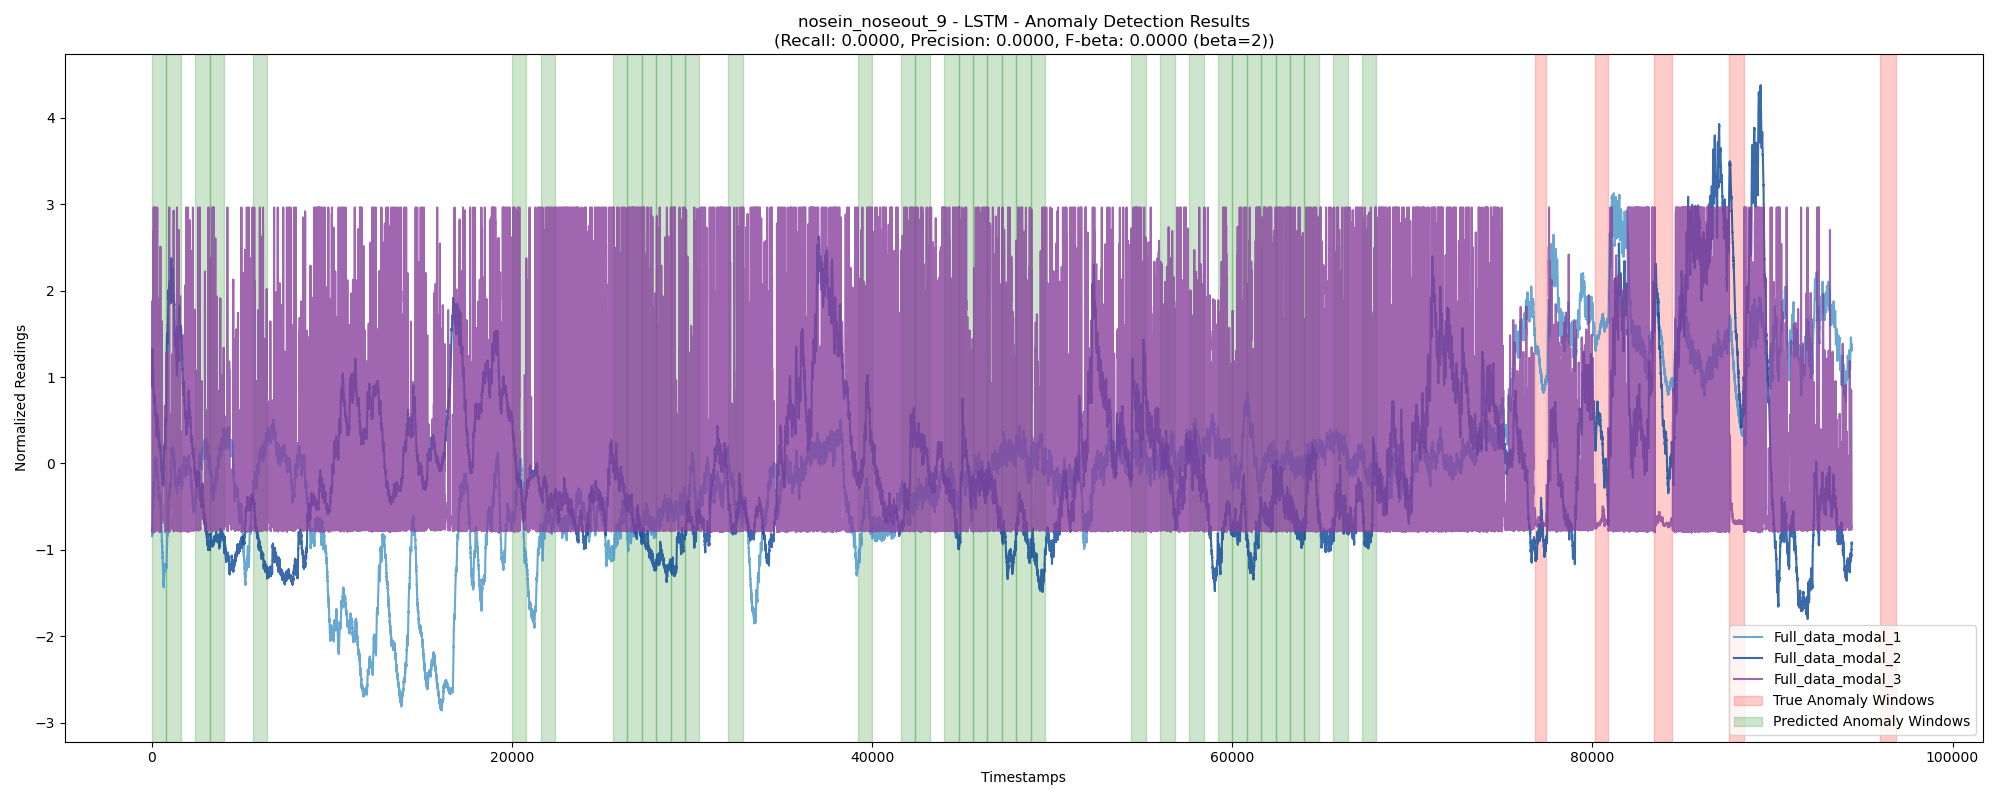 nosein_noseout_9 - LSTM - Anomaly Detection Results
(Recall: 0.0000, Precision: 0.0000, F-beta: 0.0000 (beta=2))
Normalized Readings
4
3
2
1
0
−1
−2
−3
0
20000
40000
60000
80000
100000
Timestamps
Full_data_modal_1
Full_data_modal_2
Full_data_modal_3
True Anomaly Windows
Predicted Anomaly Windows